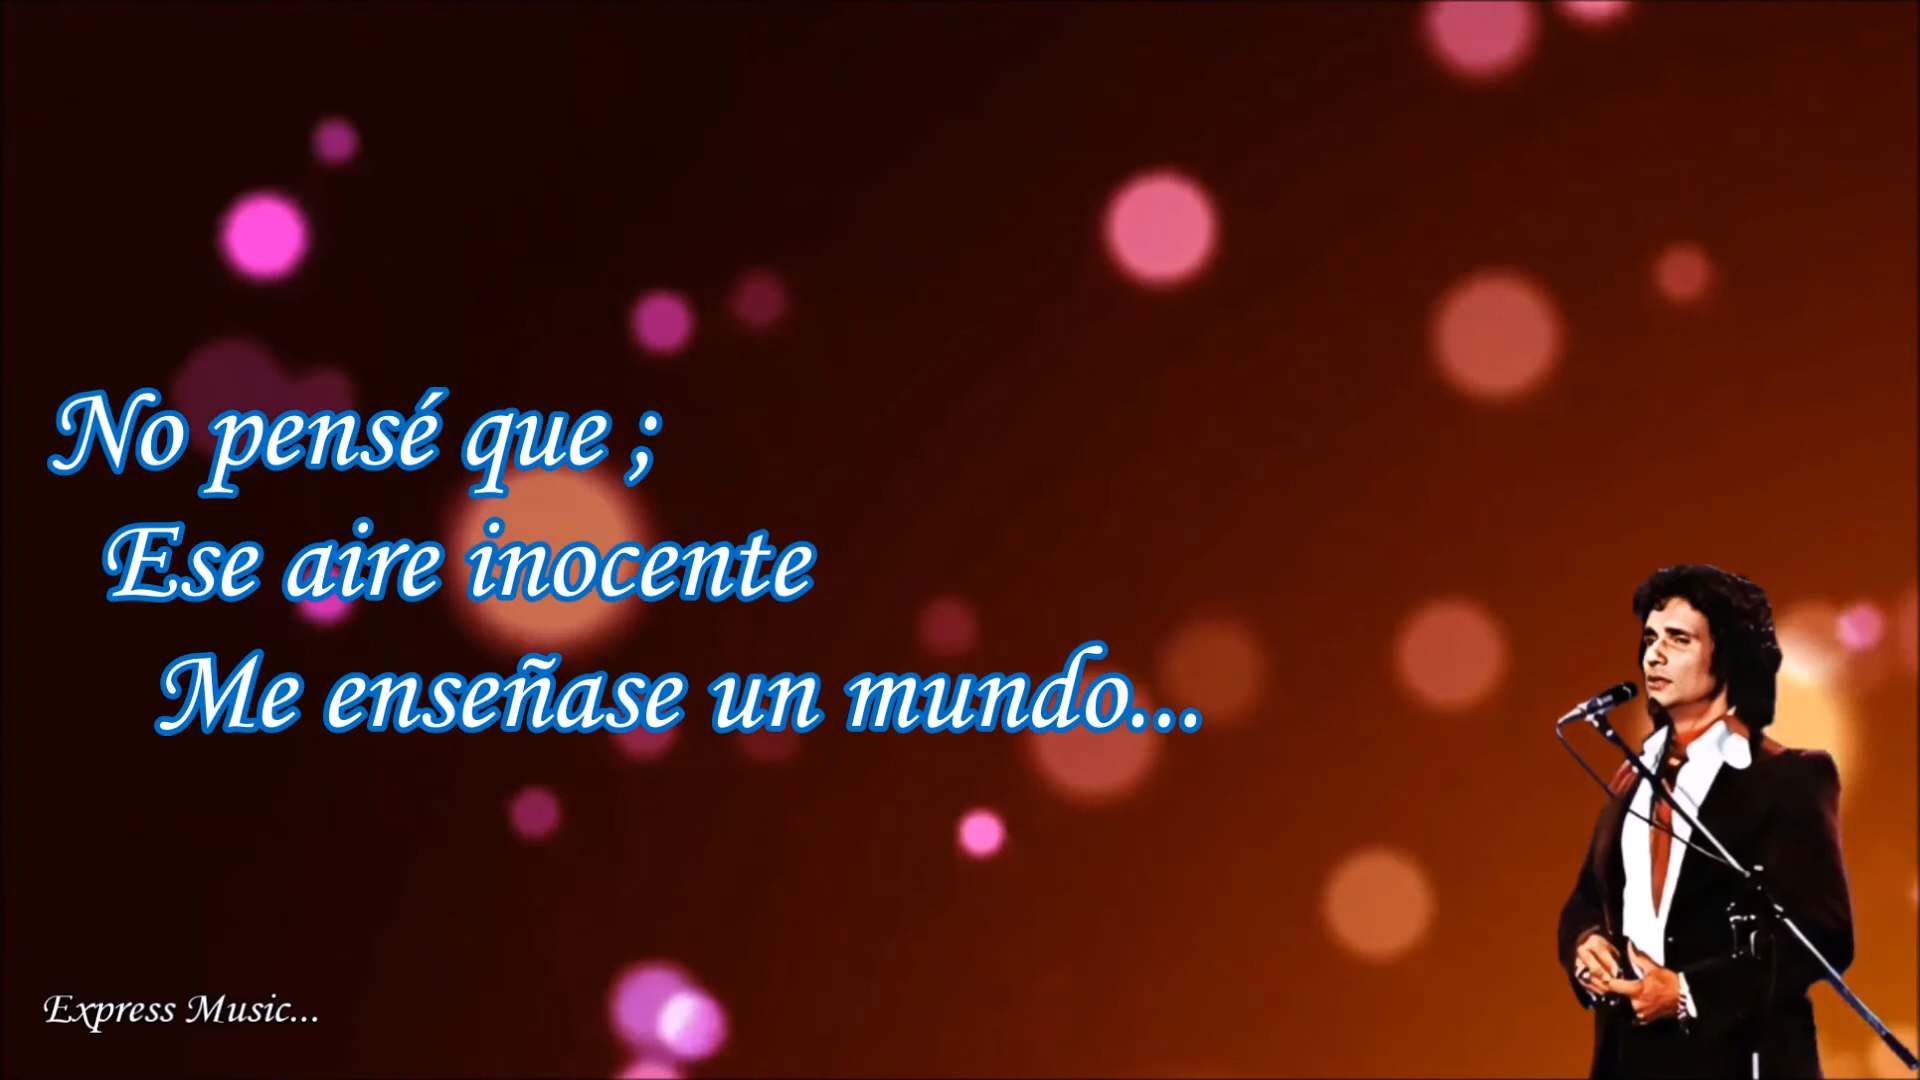 No pensé que ;
Ese aire inocente
Me enseñase un mundo...
Express Music...